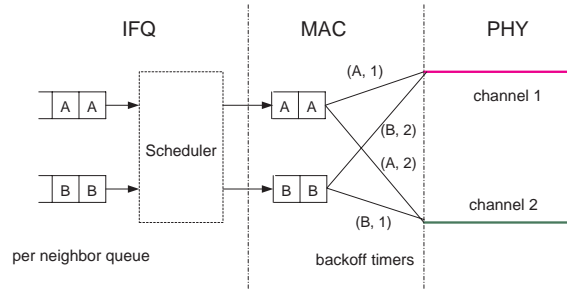 IFQ
MAC
PHY
A A
A A
(A, 1)
channel 1
(B, 2)
Scheduler
(A, 2)
B B
B B
(B, 1)
channel 2
per neighbor queue
backoff timers